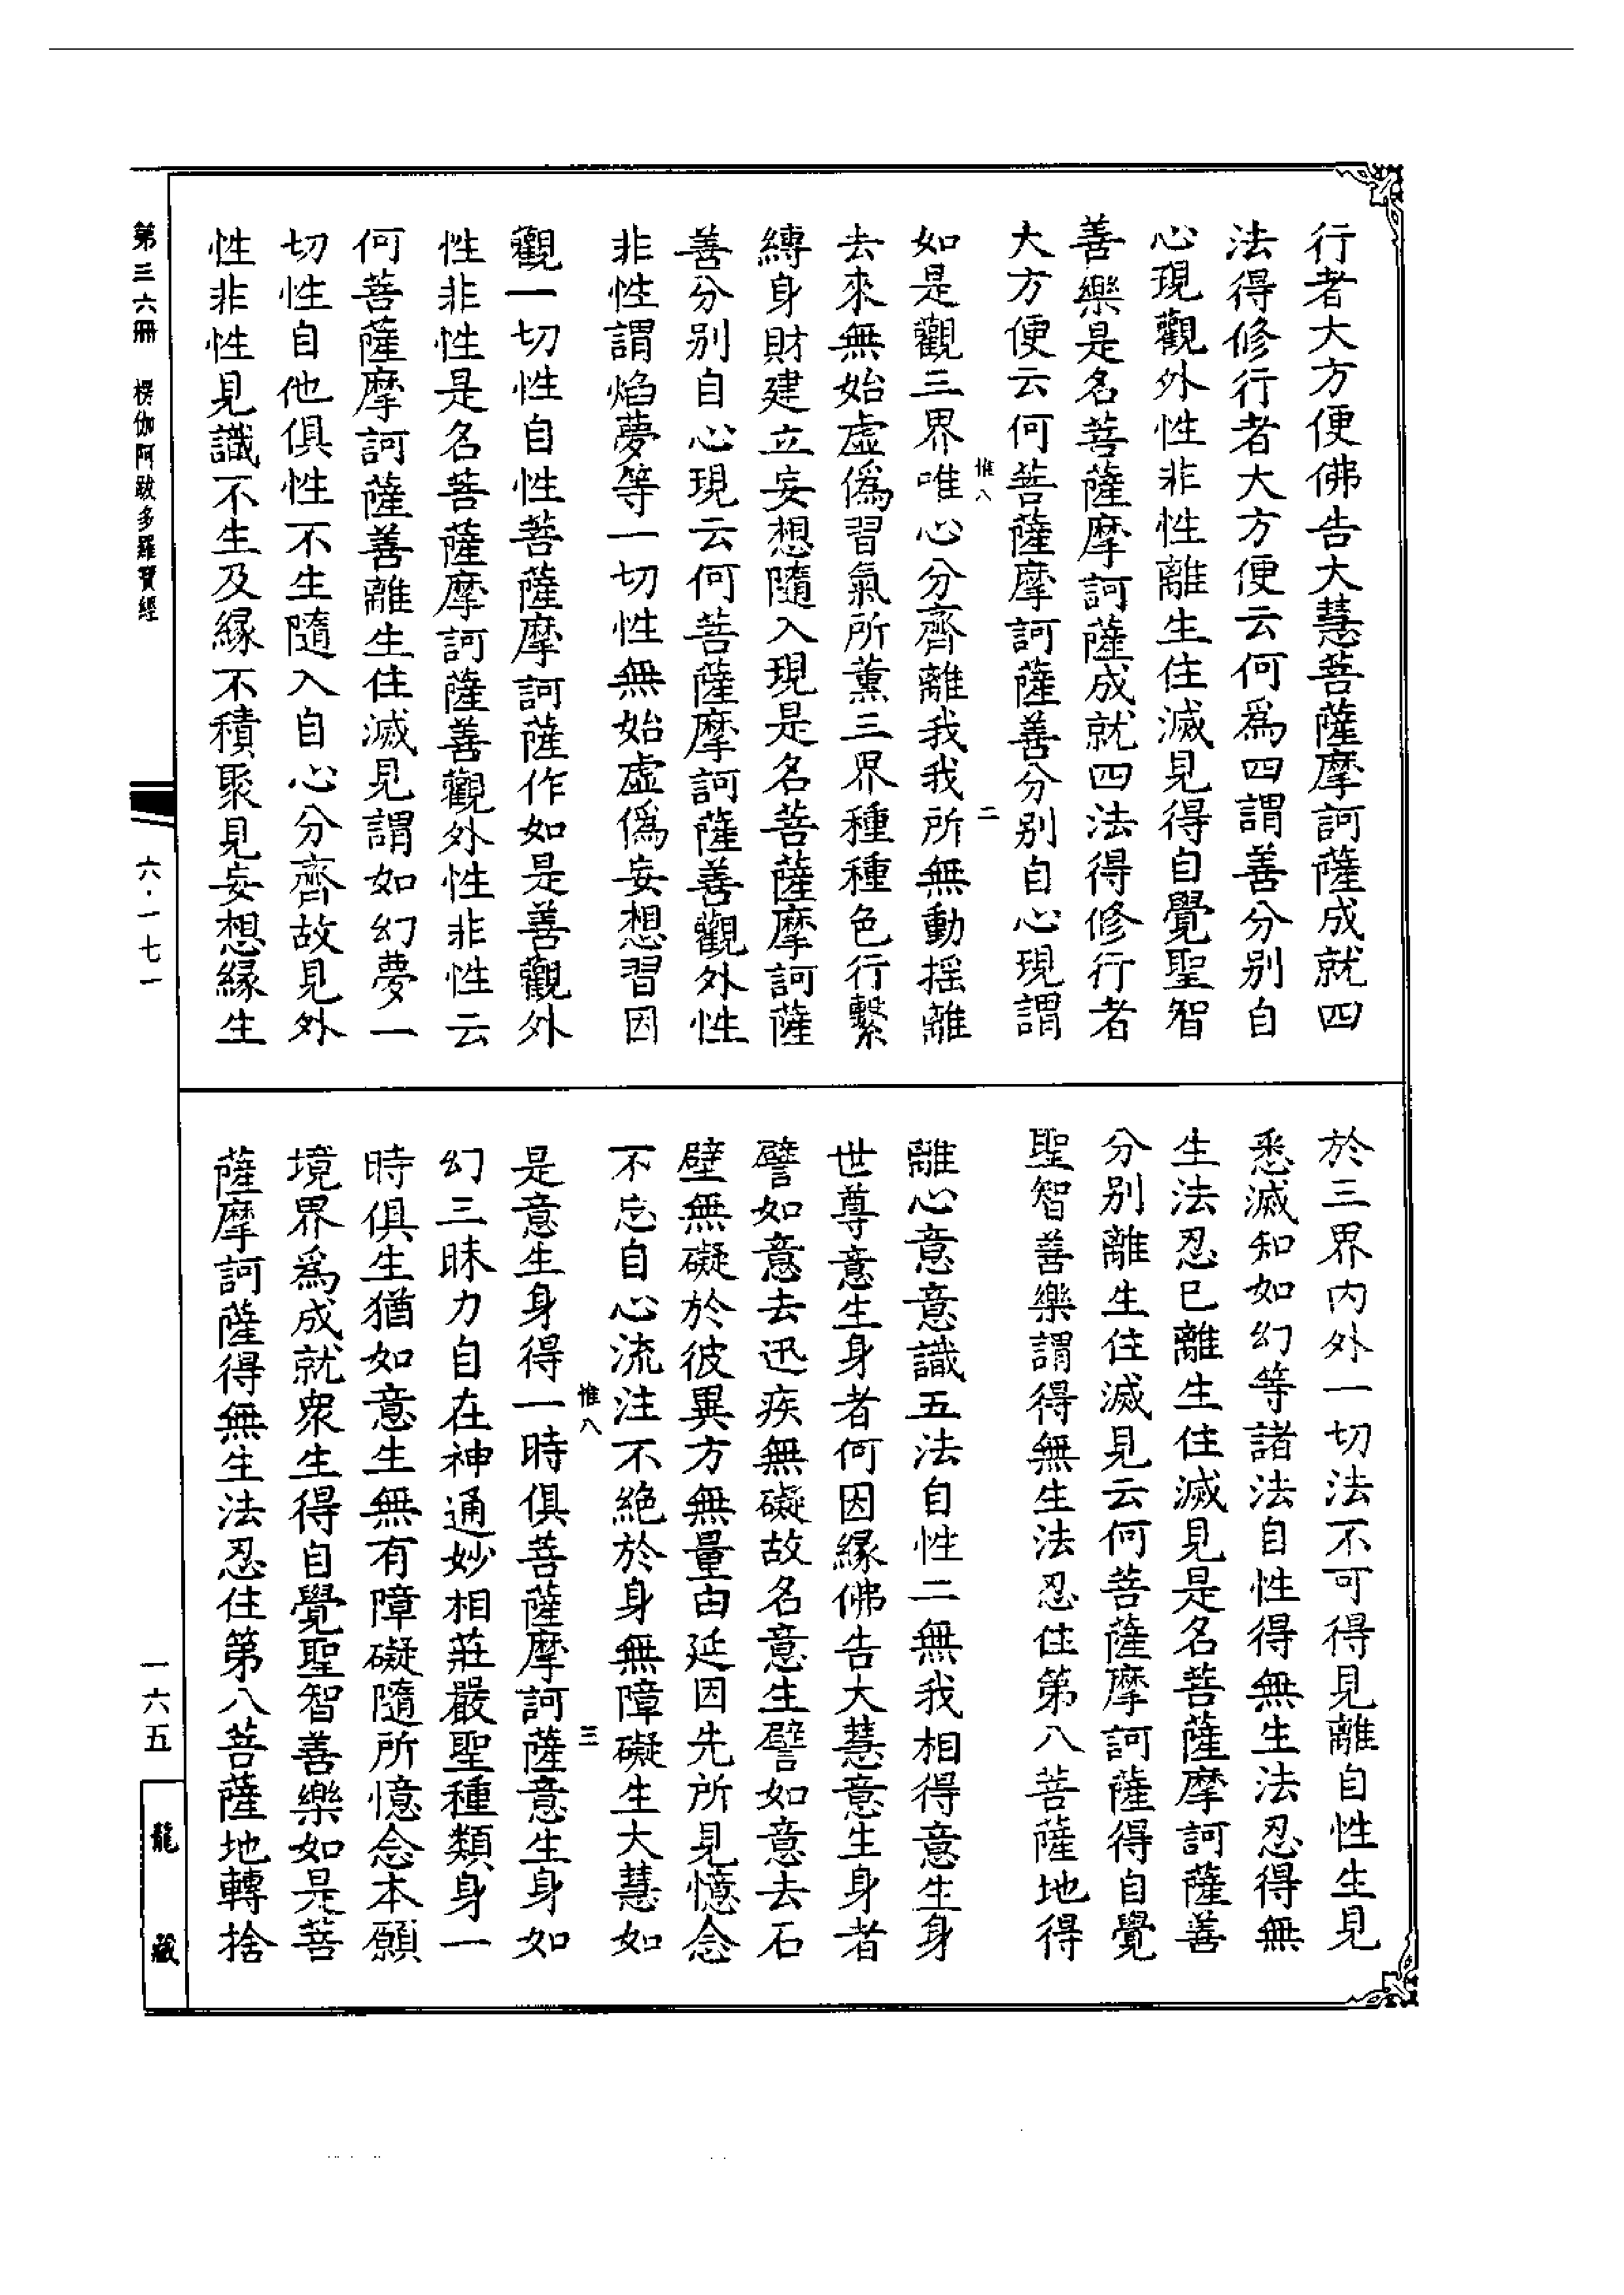 行者大方便佛告大慧菩薩摩訶薩成就四
法得修行者大方便云何爲四謂善分別自
心現觀外性非性離生住滅見得自覺聖智
善樂是名菩薩摩訶薩成就四法得修行者
大方便云何菩薩摩訶薩善分別自心現謂
惟八 二
如是觀三界唯心分齊離我我所無動揺離
去來無始虛僞習氣所薰三界種種色行繫
縛身財建立妄想隨入現是名菩薩摩訶薩
善分別自心現云何菩薩摩訶薩善觀外性
非性謂焰夢等一切性無始虛僞妄想習因
觀一切性自性菩薩摩訶薩作如是善觀外
性非性是名菩薩摩訶薩善觀外性非性云
何菩薩摩訶薩善離生住滅見謂如幻夢一
切性自他俱性不生隨入自心分齊故見外
性非性見識不生及縁不積聚見妄想縁生
於三界内外一切法不可得見離自性生見
悉滅知如幻等諸法自性得無生法忍得無
生法忍已離生住滅見是名菩薩摩訶薩善
分別離生住滅見云何菩薩摩訶薩得自覺
聖智善樂謂得無生法忍住第八菩薩地得
離心意意識五法自性二無我相得意生身
世尊意生身者何因縁佛告大慧意生身者
譬如意去迅疾無礙故名意生譬如意去石
壁無礙於彼異方無量由延因先所見憶念
不忘自心流注不絶於身無障礙生大慧如
惟八 三
是意生身得一時俱菩薩摩訶薩意生身如
幻三昧力自在神通妙相莊嚴聖種類身一
時俱生猶如意生無有障礙隨所憶念本願
境界爲成就衆生得自覺聖智善樂如是菩
薩摩訶薩得無生法忍住第八菩薩地轉捨
第三六冊 楞伽阿跋多羅寶經
六·一七一
一六五
龍藏